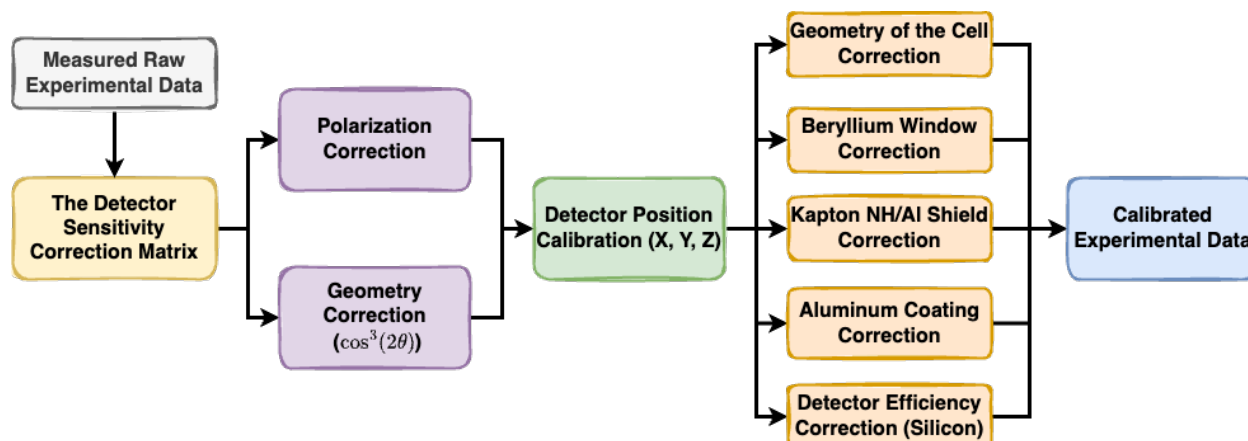 Measured Raw
Experimental Data
The Detector
Sensitivity
Correction Matrix
Polarization
Correction
Geometry
Correction
(cos³(2θ))
Detector Position
Calibration (X, Y, Z)
Geometry of the Cell
Correction
Beryllium Window
Correction
Kapton NH/Al Shield
Correction
Aluminum Coating
Correction
Detector Efficiency
Correction (Silicon)
Calibrated
Experimental Data